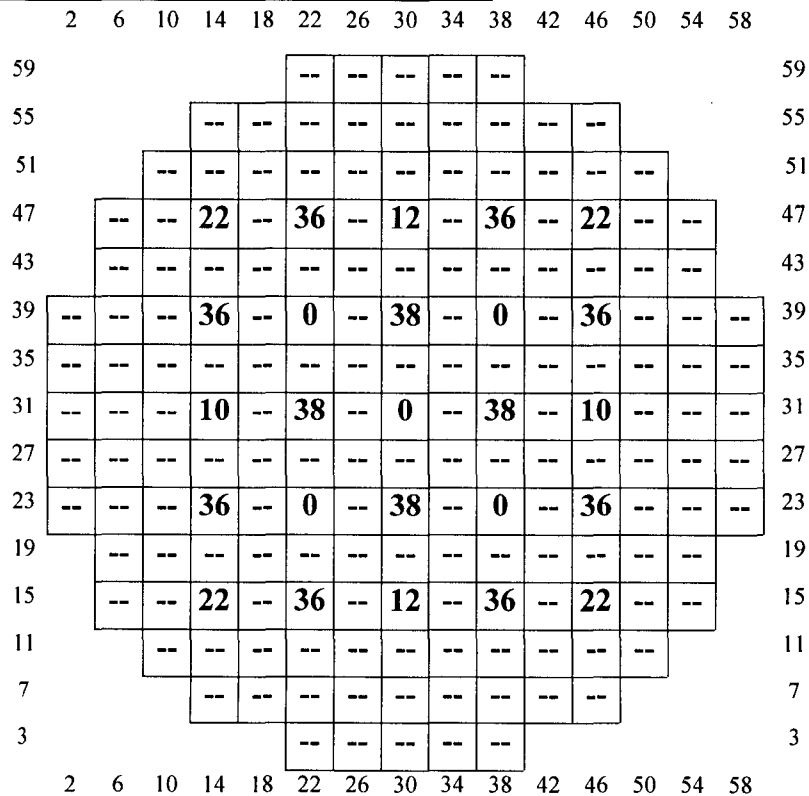 2 6 10 14 18 22 26 30 34 38 42 46 50 54 58
59 -- -- -- -- -- 59
55 -- -- -- -- -- -- -- -- -- 55
51 -- -- -- -- -- -- -- -- -- -- -- 51
47 -- -- 22 -- 36 -- 12 -- 36 -- 22 -- -- 47
43 -- -- -- -- -- -- -- -- -- -- -- -- -- 43
39 -- -- -- 36 -- 0 -- 38 -- 0 -- 36 -- -- -- 39
35 -- -- -- -- -- -- -- -- -- -- -- -- -- -- -- 35
31 -- -- -- 10 -- 38 -- 0 -- 38 -- 10 -- -- -- 31
27 -- -- -- -- -- -- -- -- -- -- -- -- -- -- -- 27
23 -- -- -- 36 -- 0 -- 38 -- 0 -- 36 -- -- -- 23
19 -- -- -- -- -- -- -- -- -- -- -- -- -- 19
15 -- -- 22 -- 36 -- 12 -- 36 -- 22 -- -- 15
11 -- -- -- -- -- -- -- -- -- -- -- 11
7 -- -- -- -- -- -- -- -- -- 7
3 -- -- -- -- -- 3
2 6 10 14 18 22 26 30 34 38 42 46 50 54 58